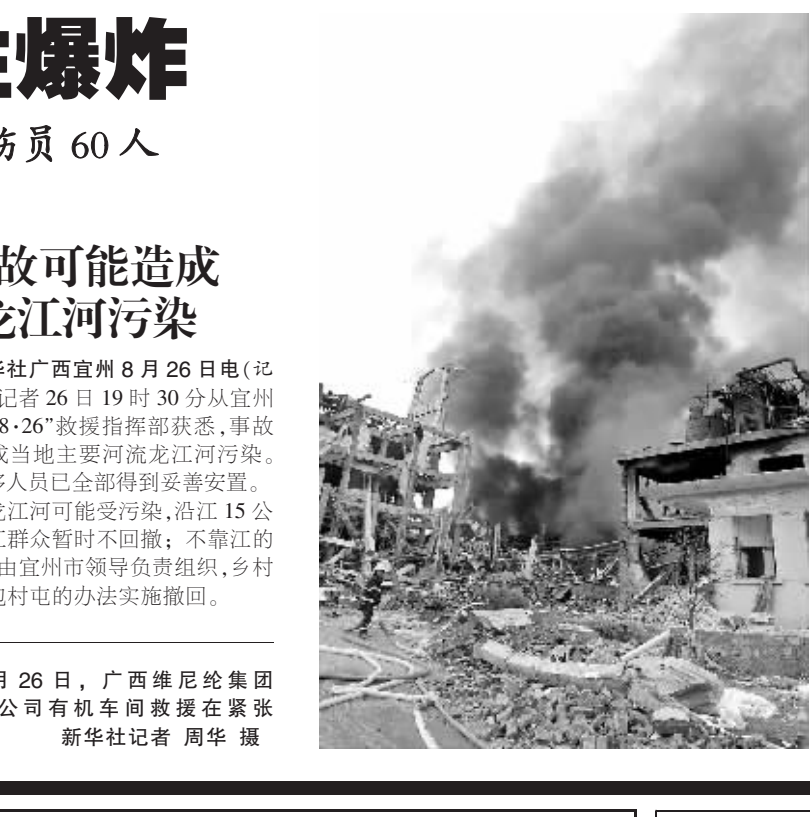 爆炸
员 60 人
故可能造成
龙江河污染
华社广西宜州 8 月 26 日电(记
记者 26 日 19 时 30 分从宜州
8·26”救援指挥部获悉,事故
成当地主要河流龙江河污染。
人员已全部得到妥善安置。
龙江河可能受污染,沿江 15 公
江群众暂时不回撤; 不靠江的
由宜州市领导负责组织,乡村
包村屯的办法实施撤回。
月 26 日, 广西维尼纶集团
公司有机车间救援在紧张
新华社记者 周华 摄